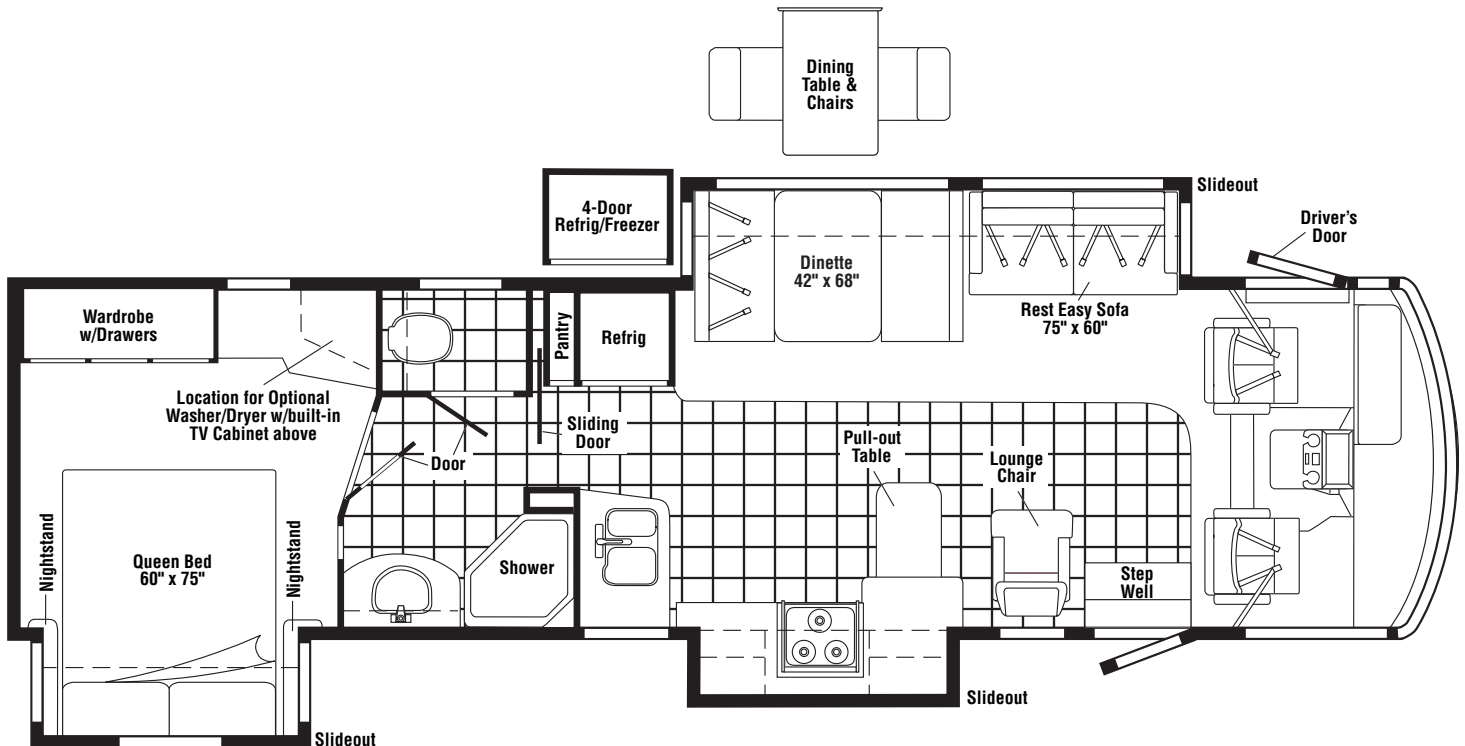 Dining
Table &
Chairs
4-Door
Refrig/Freezer
Slideout
Driver's
Door
Dinette
42" x 68"
Rest Easy Sofa
75" x 60"
Wardrobe
w/Drawers
Pantry
Refrig
Location for Optional
Washer/Dryer w/built-in
TV Cabinet above
Sliding
Door
Door
Pull-out
Table
Lounge
Chair
Nightstand
Queen Bed
60" x 75"
Nightstand
Shower
Step
Well
Slideout
Slideout